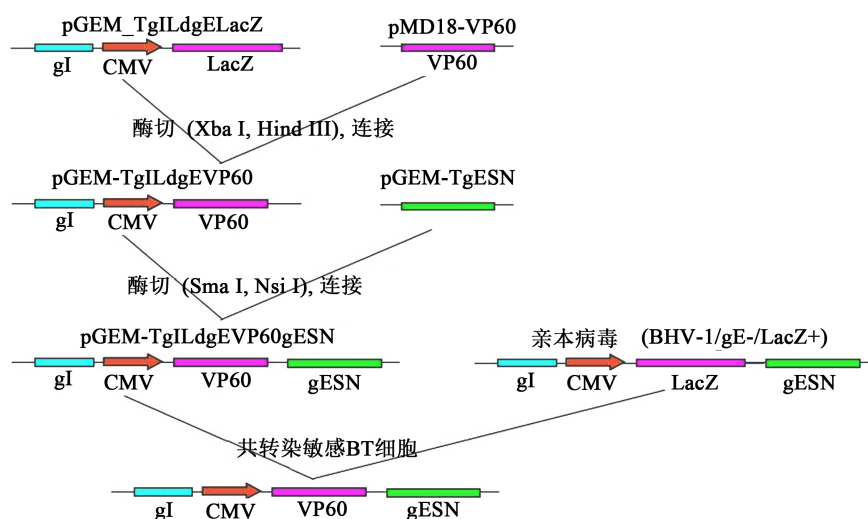 pGEM_TgILdgELacZ
pMD18-VP60
gI CMV LacZ
VP60
酶切 (Xba I, Hind III), 连接
pGEM-TgILdgEVP60
pGEM-TgESN
gI CMV VP60
酶切 (Sma I, Nsi I), 连接
pGEM-TgILdgEVP60gESN
亲本病毒 (BHV-1/gE-/LacZ+)
gI CMV VP60 gESN
gI CMV LacZ gESN
共转染敏感BT细胞
gI CMV VP60 gESN